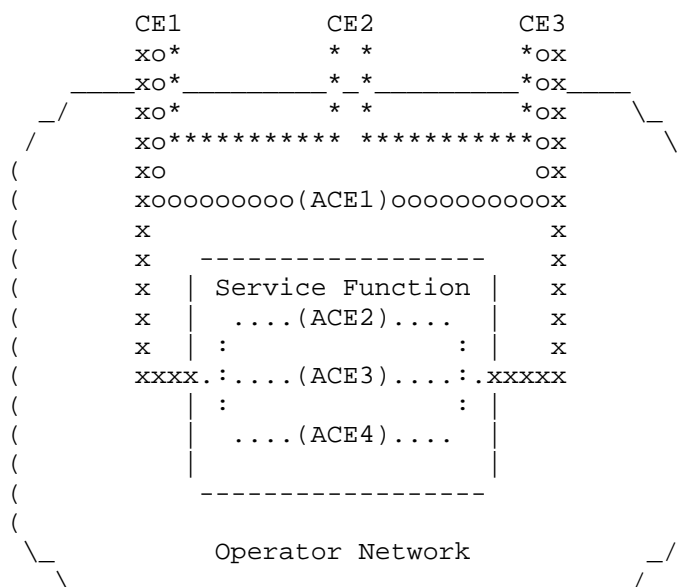 CE1 CE2 CE3
(ACE1)
Service Function
(ACE2)
(ACE3)
(ACE4)
Operator Network